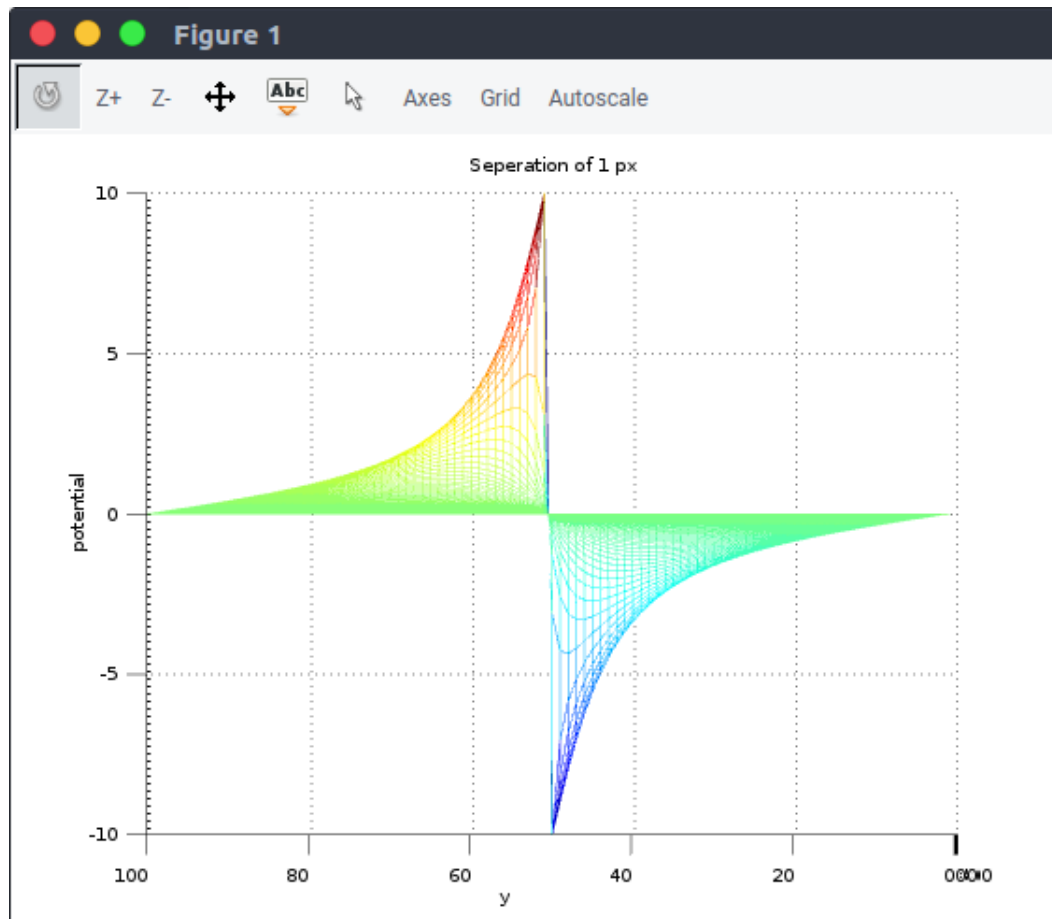 Figure 1
Z+ Z- Abc Axes Grid Autoscale
Seperation of 1 px
10
5
potential
0
-5
-10
100 80 60 40 20
y